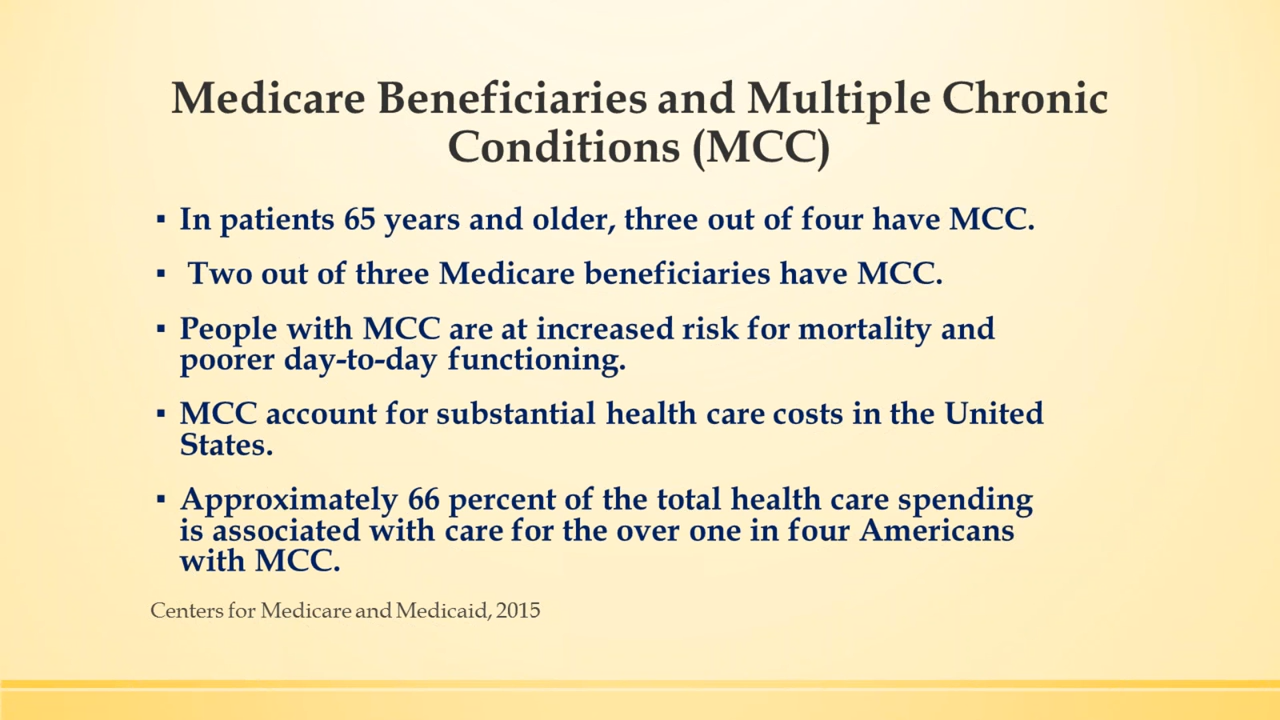 Medicare Beneficiaries and Multiple Chronic
Conditions (MCC)
▪ In patients 65 years and older, three out of four have MCC.
▪ Two out of three Medicare beneficiaries have MCC.
▪ People with MCC are at increased risk for mortality and
poorer day-to-day functioning.
▪ MCC account for substantial health care costs in the United
States.
▪ Approximately 66 percent of the total health care spending
is associated with care for the over one in four Americans
with MCC.
Centers for Medicare and Medicaid, 2015